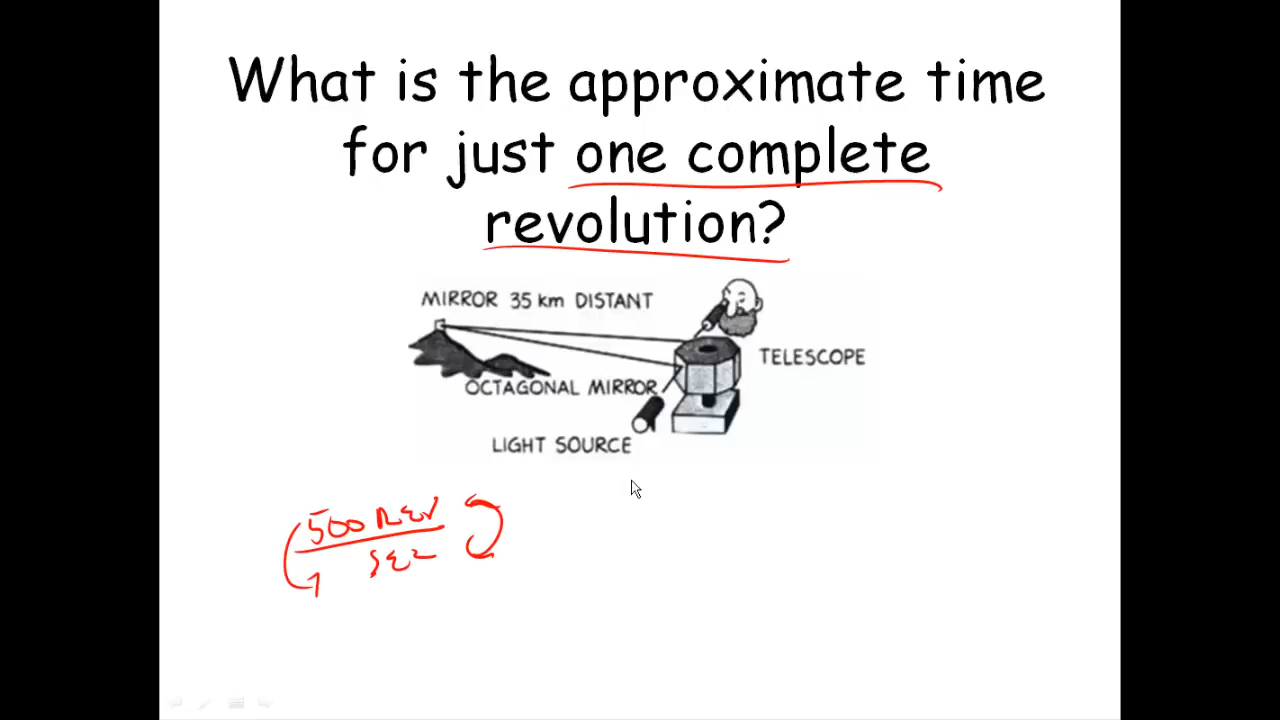 What is the approximate time
for just one complete
revolution?
MIRROR 35 km DISTANT
TELESCOPE
OCTAGONAL MIRROR
LIGHT SOURCE
500 REV
SEC